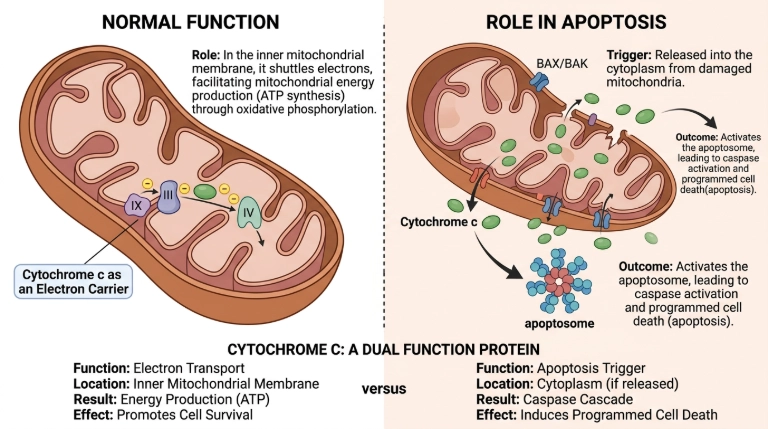 NORMAL FUNCTION
Role: In the inner mitochondrial
membrane, it shuttles electrons,
facilitating mitochondrial energy
production (ATP synthesis)
through oxidative phosphorylation.
IX
III
IV
Cytochrome c as
an Electron Carrier
ROLE IN APOPTOSIS
BAX/BAK
Trigger: Released into the
cytoplasm from damaged
mitochondria.
Outcome: Activates
the apoptosome,
leading to caspase
activation and
programmed cell
death(apoptosis).
Cytochrome c
apoptosome
Outcome: Activates the
apoptosome, leading to
caspase activation
and programmed cell
death (apoptosis).
CYTOCHROME C: A DUAL FUNCTION PROTEIN
Function: Electron Transport
Location: Inner Mitochondrial Membrane
Result: Energy Production (ATP)
Effect: Promotes Cell Survival
versus
Function: Apoptosis Trigger
Location: Cytoplasm (if released)
Result: Caspase Cascade
Effect: Induces Programmed Cell Death